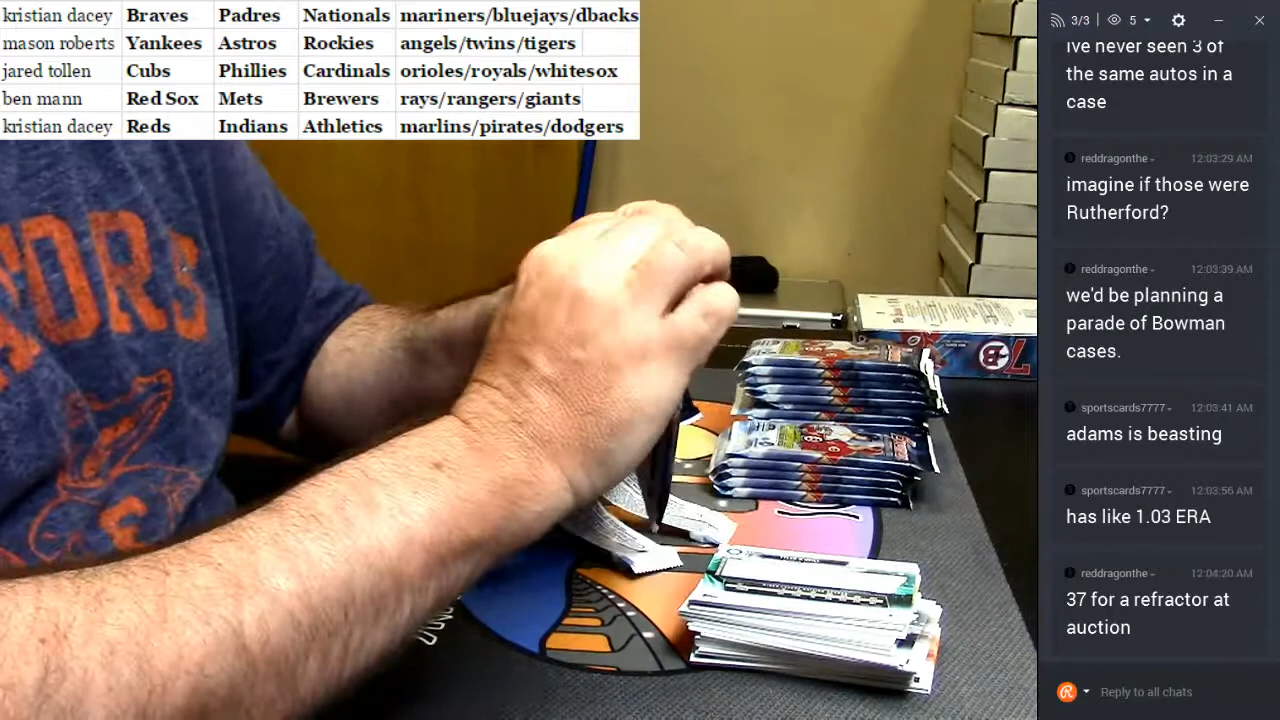 kristian dacey Braves Padres Nationals mariners/bluejays/dbacks
mason roberts Yankees Astros Rockies angels/twins/tigers
jared tollen Cubs Phillies Cardinals orioles/royals/whitesox
ben mann Red Sox Mets Brewers rays/rangers/giants
kristian dacey Reds Indians Athletics marlins/pirates/dodgers
3/3 5
ive never seen 3 of
the same autos in a
case
reddragonthe 12:03:29 AM
imagine if those were
Rutherford?
reddragonthe 12:03:39 AM
we'd be planning a
parade of Bowman
cases.
sportscards7777 12:03:41 AM
adams is beasting
sportscards7777 12:03:56 AM
has like 1.03 ERA
reddragonthe 12:04:20 AM
37 for a refractor at
auction
Reply to all chats